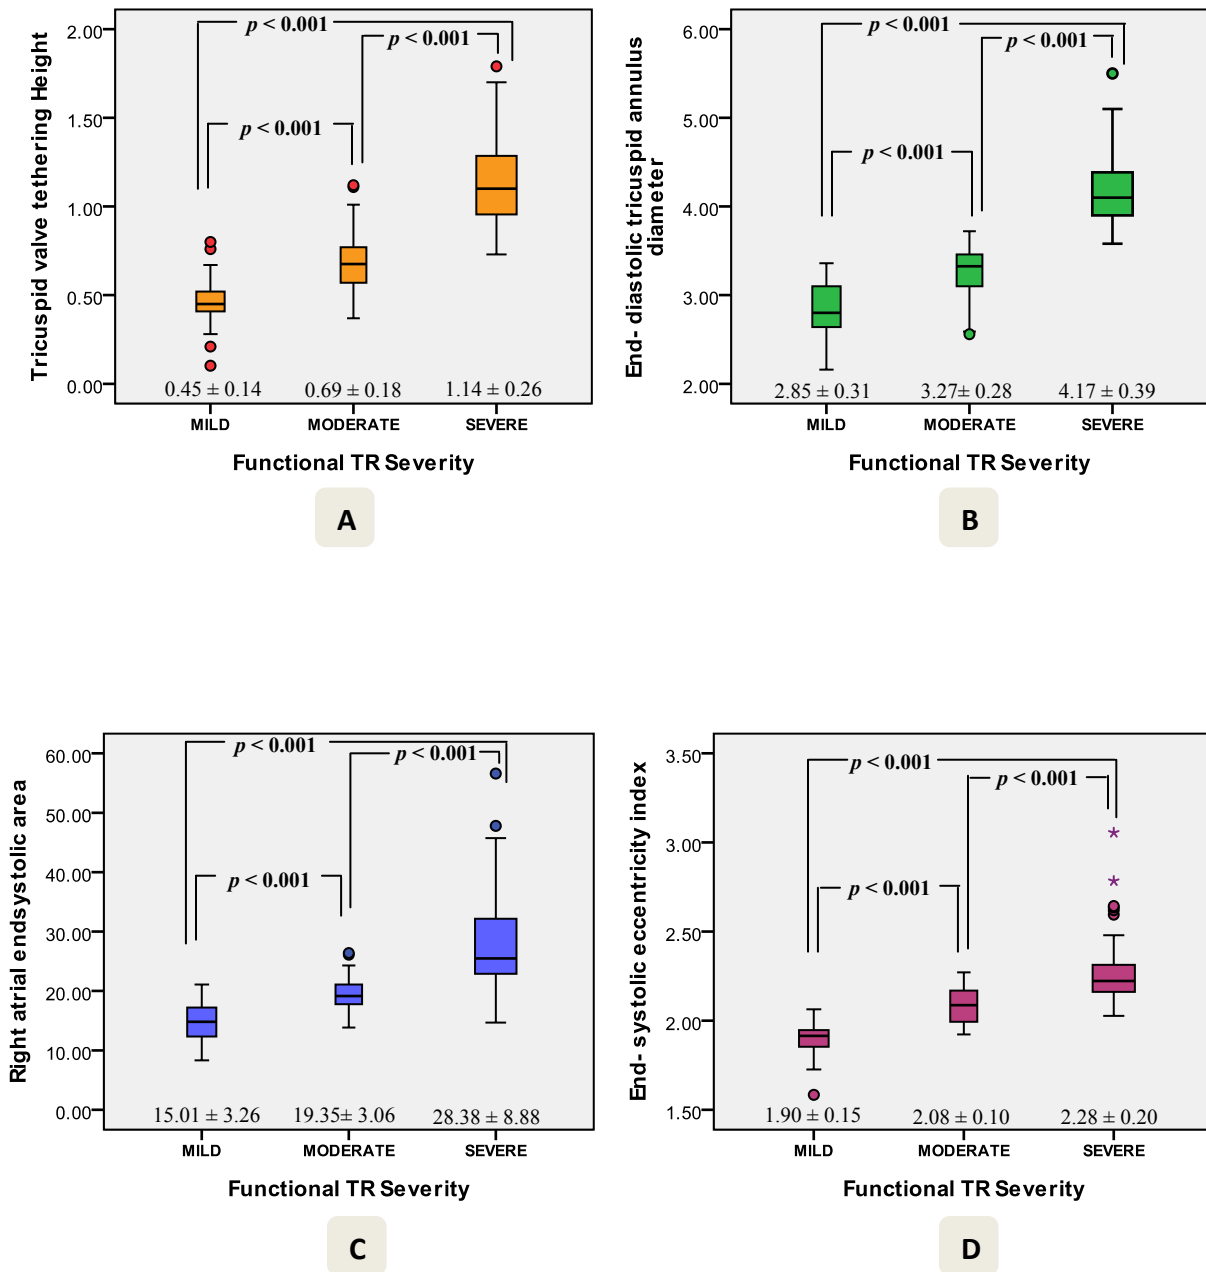 2.00
1.50
1.00
0.50
0.00
Tricuspid valve tethering Height
p < 0.001
p < 0.001
p < 0.001
0.45 ± 0.14 0.69 ± 0.18 1.14 ± 0.26
MILD MODERATE SEVERE
Functional TR Severity
A
6.00
5.00
4.00
3.00
2.00
End- diastolic tricuspid annulus
diameter
p < 0.001
p < 0.001
p < 0.001
2.85 ± 0.31 3.27± 0.28 4.17 ± 0.39
MILD MODERATE SEVERE
Functional TR Severity
B
60.00
50.00
40.00
30.00
20.00
10.00
0.00
Right atrial endsystolic area
p < 0.001
p < 0.001
p < 0.001
15.01 ± 3.26 19.35± 3.06 28.38 ± 8.88
MILD MODERATE SEVERE
Functional TR Severity
C
3.50
3.00
2.50
2.00
1.50
End- systolic eccentricity index
p < 0.001
p < 0.001
p < 0.001
1.90 ± 0.15 2.08 ± 0.10 2.28 ± 0.20
MILD MODERATE SEVERE
Functional TR Severity
D